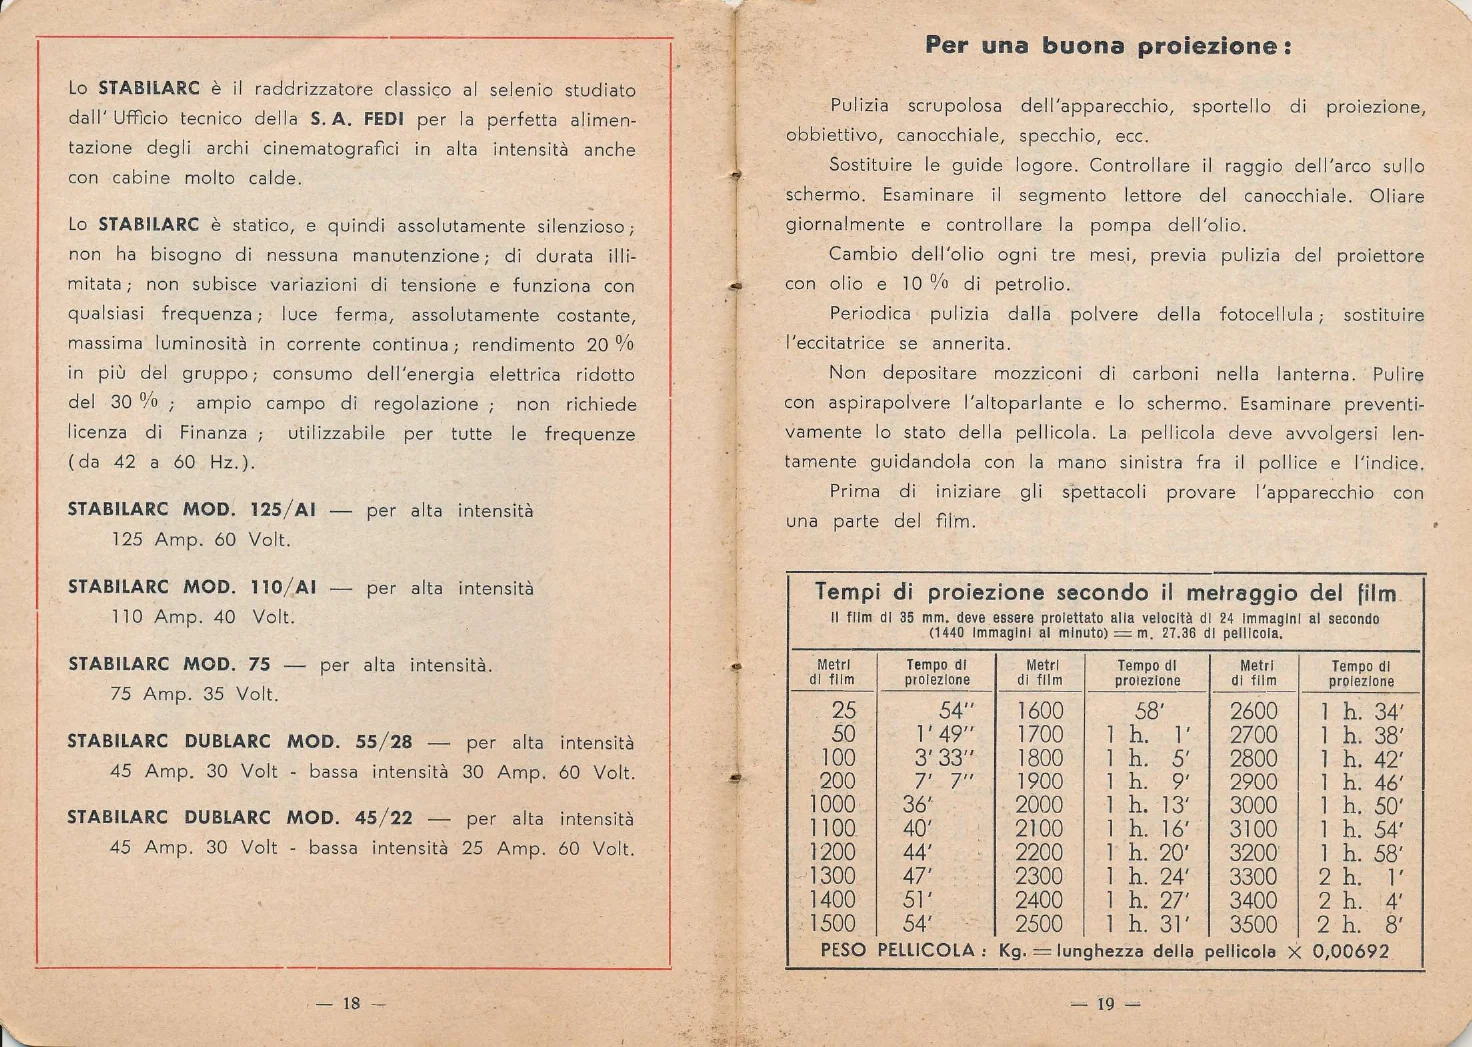 Lo STABILARC è il raddrizzatore classico al selenio studiato
dall' Ufficio tecnico della S. A. FEDI per la perfetta alimen-
tazione degli archi cinematografici in alta intensità anche
con cabine molto calde.
Lo STABILARC è statico, e quindi assolutamente silenzioso ;
non ha bisogno di nessuna manutenzione ; di durata illi-
mitata ; non subisce variazioni di tensione e funziona con
qualsiasi frequenza ; luce ferma, assolutamente costante,
massima luminosità in corrente continua ; rendimento 20 %
in più del gruppo ; consumo dell'energia elettrica ridotto
del 30 % ; ampio campo di regolazione ; non richiede
licenza di Finanza ; utilizzabile per tutte le frequenze
(da 42 a 60 Hz.).
STABILARC MOD. 125/AI — per alta intensità
125 Amp. 60 Volt.
STABILARC MOD. 110/AI — per alta intensità
110 Amp. 40 Volt.
STABILARC MOD. 75 — per alta intensità.
75 Amp. 35 Volt.
STABILARC DUBLARC MOD. 55/28 — per alta intensità
45 Amp. 30 Volt - bassa intensità 30 Amp. 60 Volt.
STABILARC DUBLARC MOD. 45/22 — per alta intensità
45 Amp. 30 Volt - bassa intensità 25 Amp. 60 Volt.
— 18 —
Per una buona proiezione :
Pulizia scrupolosa dell'apparecchio, sportello di proiezione,
obbiettivo, canocchiale, specchio, ecc.
Sostituire le guide logore. Controllare il raggio dell'arco sullo
schermo. Esaminare il segmento lettore del canocchiale. Oliare
giornalmente e controllare la pompa dell'olio.
Cambio dell'olio ogni tre mesi, previa pulizia del proiettore
con olio e 10 % di petrolio.
Periodica pulizia dalla polvere della fotocellula ; sostituire
l'eccitatrice se annerita.
Non depositare mozziconi di carboni nella lanterna. Pulire
con aspirapolvere l'altoparlante e lo schermo. Esaminare preventi-
vamente lo stato della pellicola. La pellicola deve avvolgersi len-
tamente guidandola con la mano sinistra fra il pollice e l'indice.
Prima di iniziare gli spettacoli provare l'apparecchio con
una parte del film.
Tempi di proiezione secondo il metraggio del film
Il film di 35 mm. deve essere proiettato alla velocità di 24 immagini al secondo
(1440 immagini al minuto) = m. 27.36 di pellicola.
Metri di film Tempo di proiezione Metri di film Tempo di proiezione Metri di film Tempo di proiezione
25 54'' 1600 58' 2600 1 h. 34'
50 1' 49'' 1700 1 h. 1' 2700 1 h. 38'
100 3' 33'' 1800 1 h. 5' 2800 1 h. 42'
200 7' 7'' 1900 1 h. 9' 2900 1 h. 46'
1000 36' 2000 1 h. 13' 3000 1 h. 50'
1100 40' 2100 1 h. 16' 3100 1 h. 54'
1200 44' 2200 1 h. 20' 3200 1 h. 58'
1300 47' 2300 1 h. 24' 3300 2 h. 1'
1400 51' 2400 1 h. 27' 3400 2 h. 4'
1500 54' 2500 1 h. 31' 3500 2 h. 8'
PESO PELLICOLA : Kg. = lunghezza della pellicola × 0,00692
— 19 —